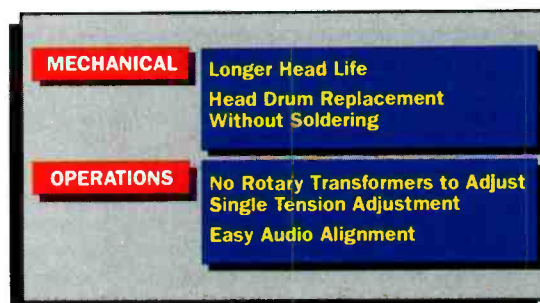 MECHANICAL
Longer Head Life
Head Drum Replacement
Without Soldering
OPERATIONS
No Rotary Transformers to Adjust
Single Tension Adjustment
Easy Audio Alignment